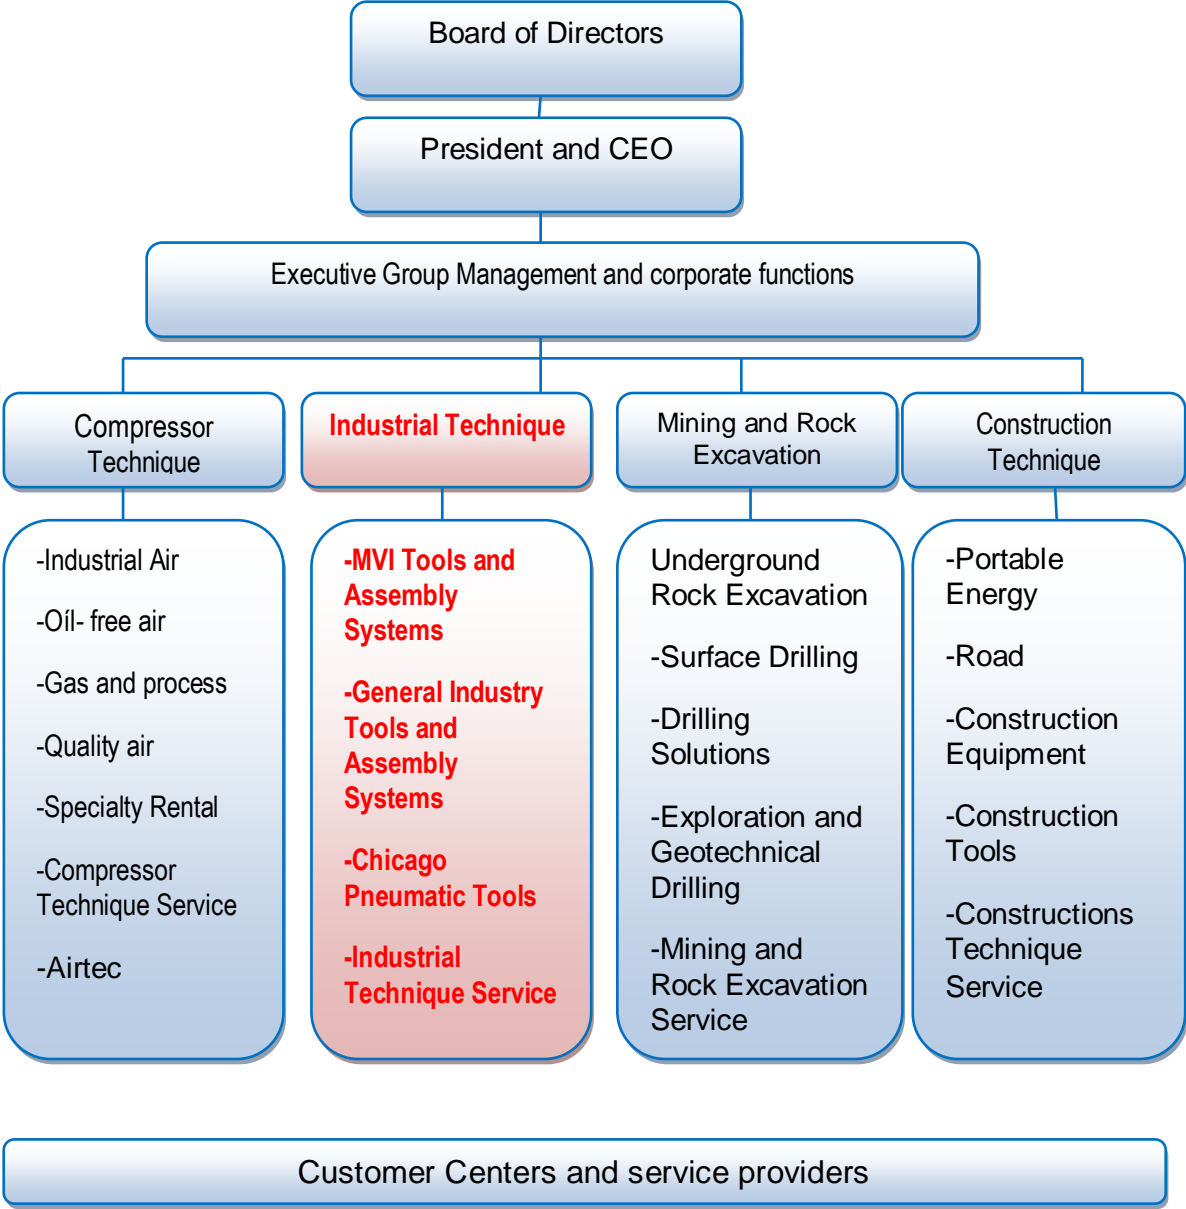 Board of Directors
President and CEO
Executive Group Management and corporate functions
Compressor
Technique
Industrial Technique
Mining and Rock
Excavation
Construction
Technique
-Industrial Air
-Oíl- free air
-Gas and process
-Quality air
-Specialty Rental
-Compressor
Technique Service
-Airtec
-MVI Tools and
Assembly
Systems
-General Industry
Tools and
Assembly
Systems
-Chicago
Pneumatic Tools
-Industrial
Technique Service
Underground
Rock Excavation
-Surface Drilling
-Drilling
Solutions
-Exploration and
Geotechnical
Drilling
-Mining and
Rock Excavation
Service
-Portable
Energy
-Road
-Construction
Equipment
-Construction
Tools
-Constructions
Technique
Service
Customer Centers and service providers